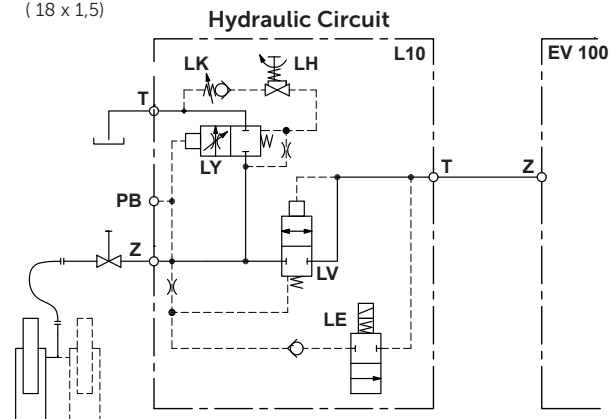 ( 18 x 1,5)
Hydraulic Circuit
L10
EV 100
LK
LH
T
LY
T
Z
PB
Z
LV
LE